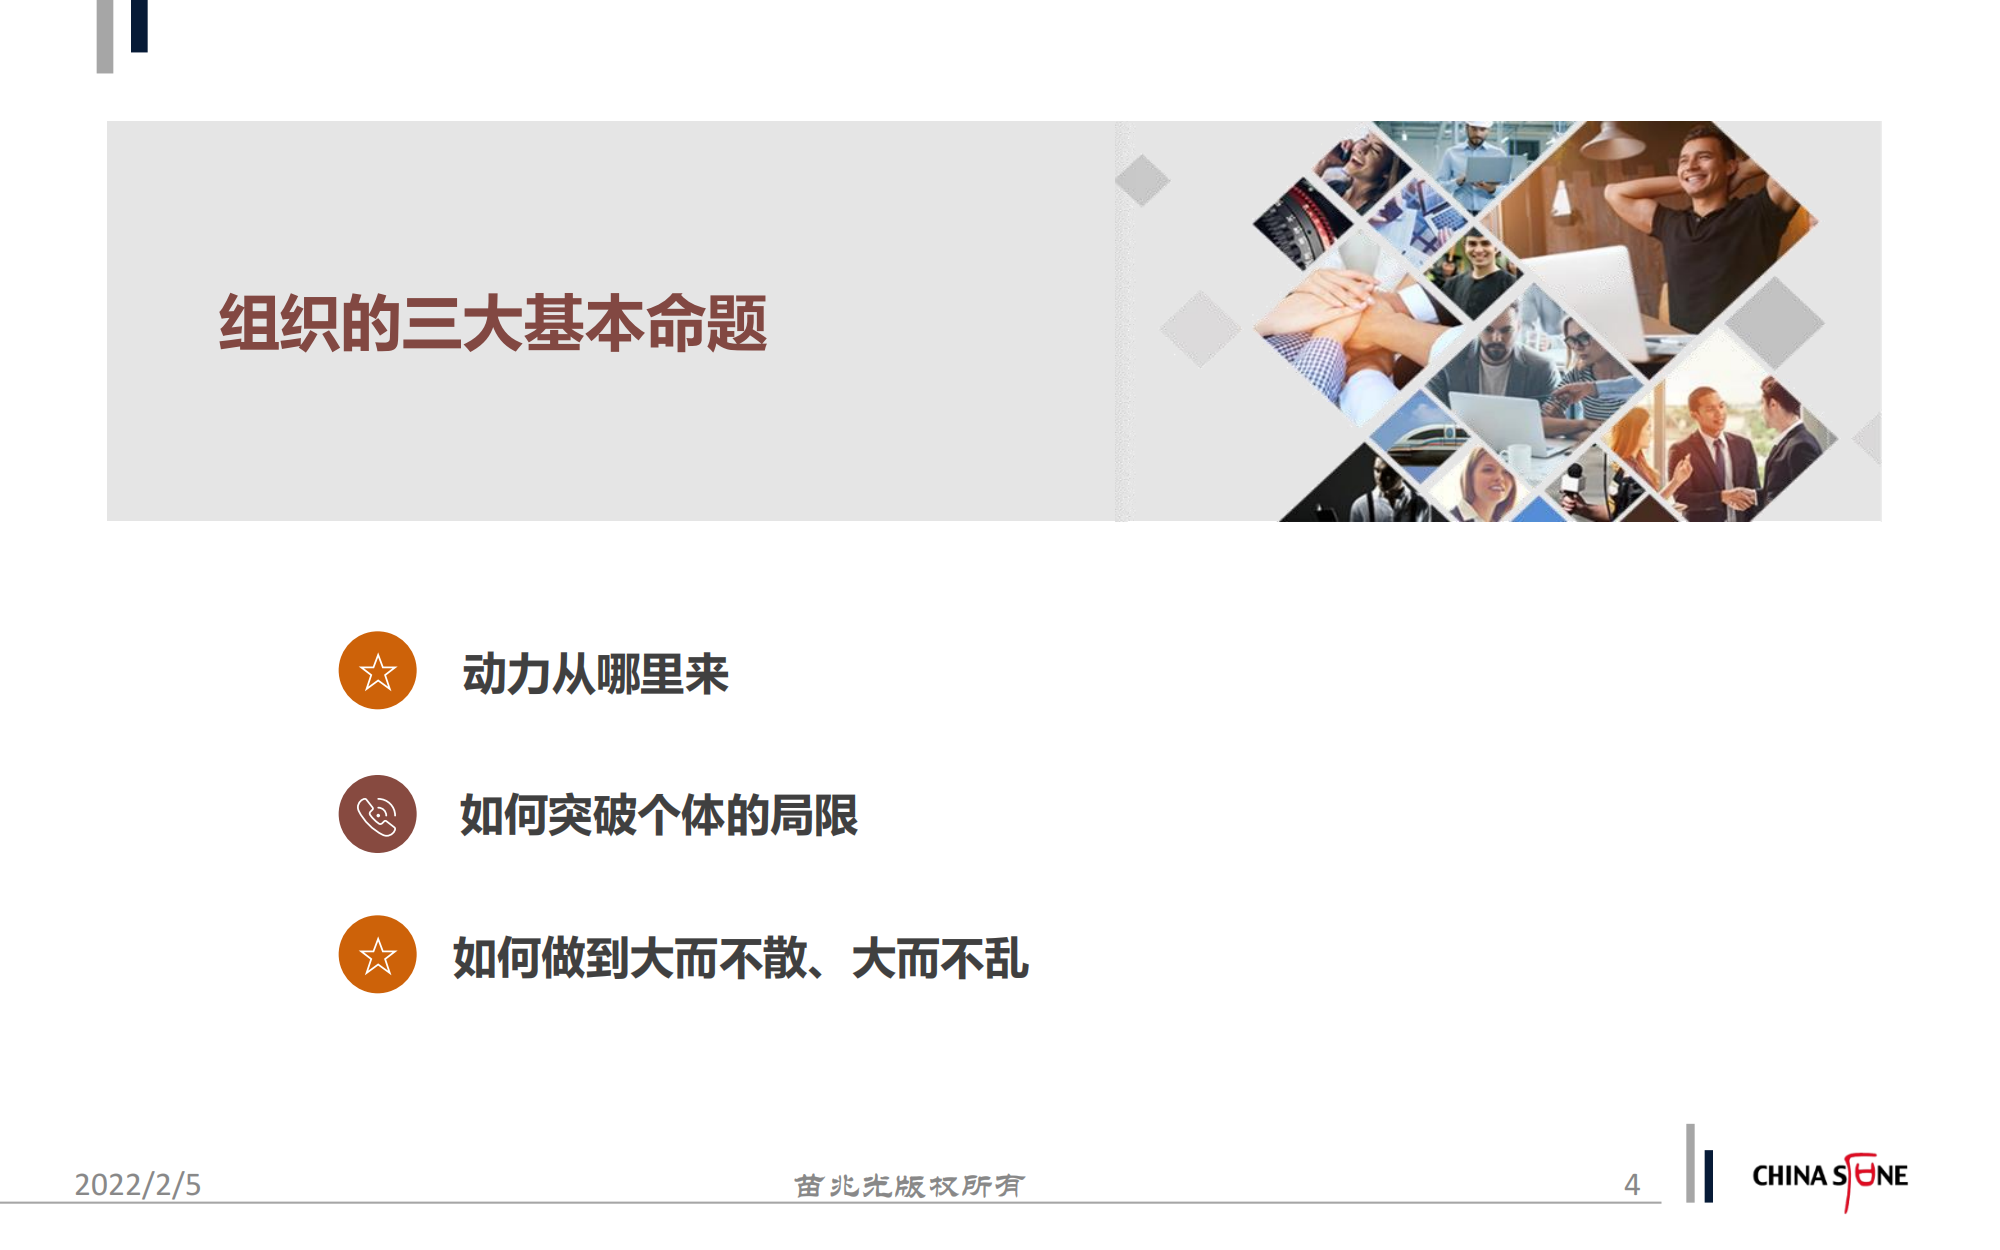 组织的三大基本命题
动力从哪里来
如何突破个体的局限
如何做到大而不散、大而不乱
2022/2/5
苗兆光版权所有
4
CHINA STONE